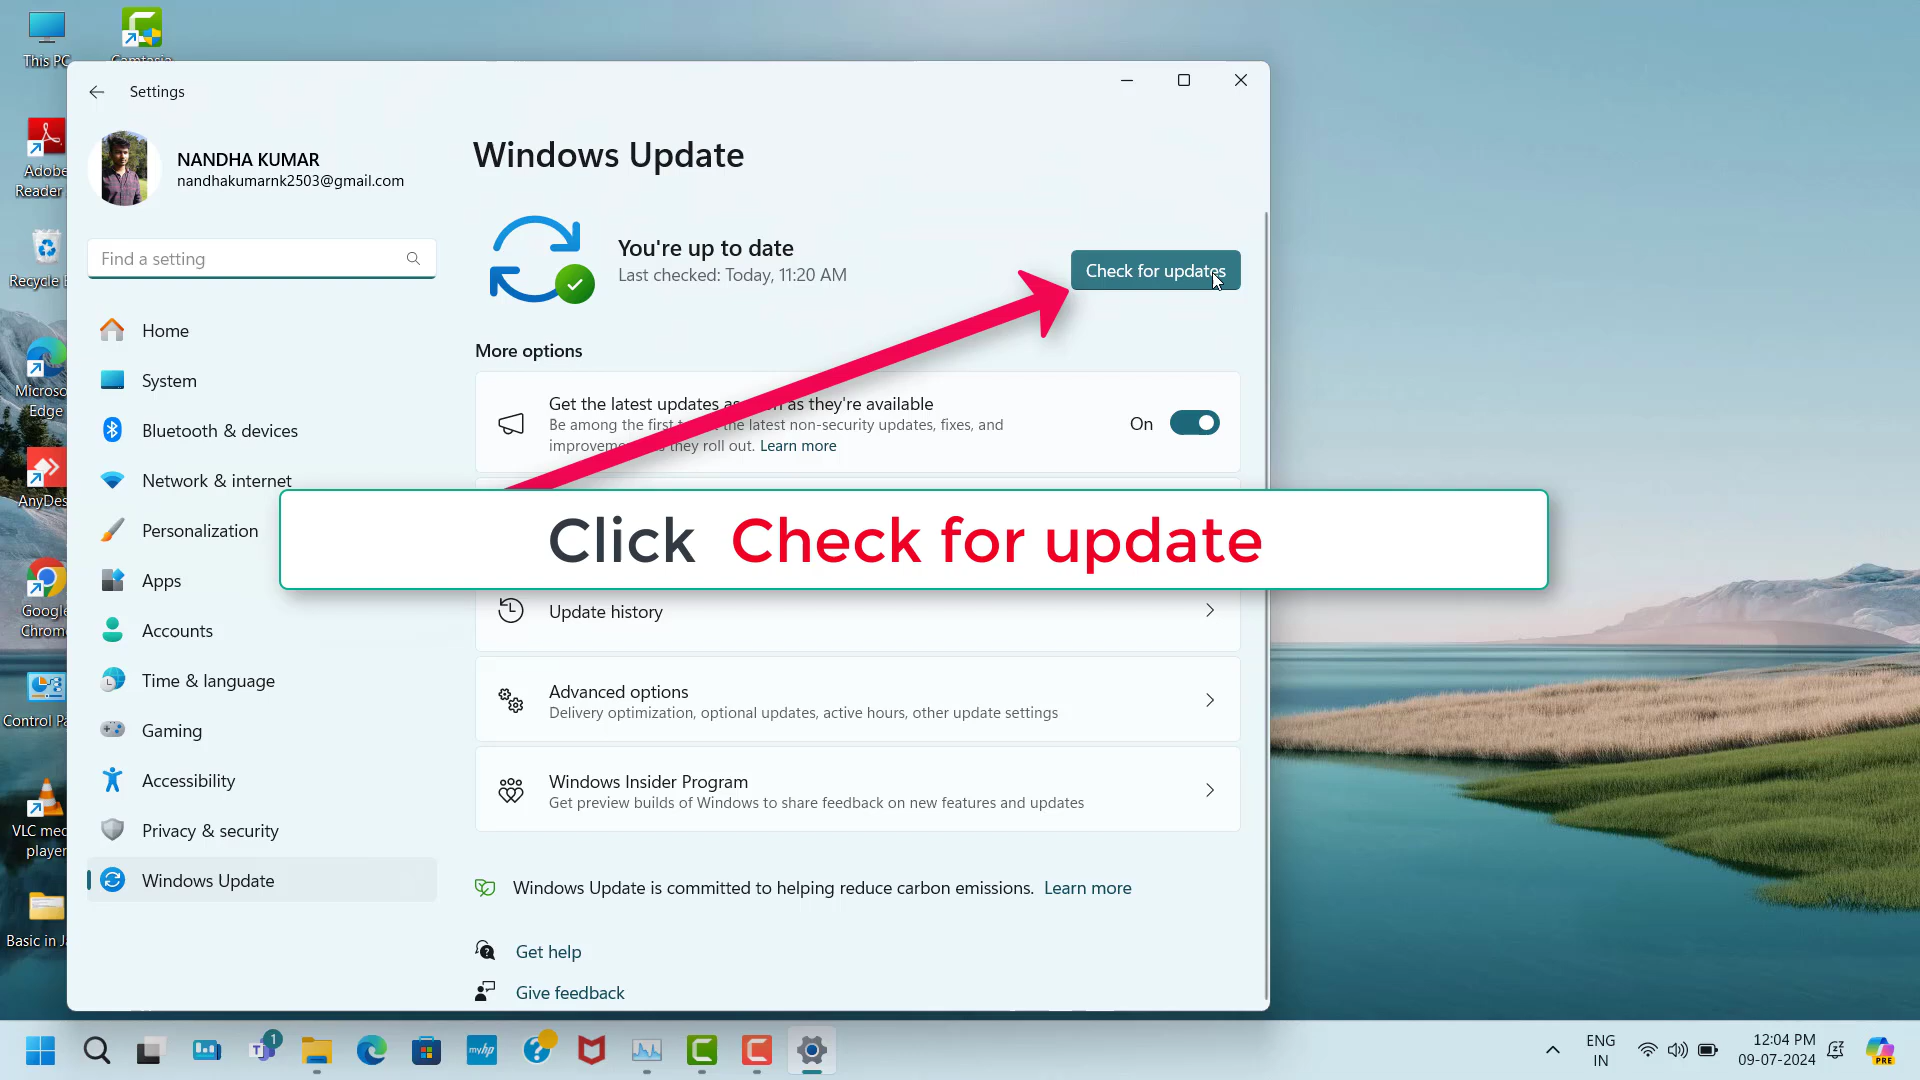 This PC
Settings
NANDHA KUMAR
nandhakumarnk2503@gmail.com
Find a setting
Home
System
Bluetooth & devices
Network & internet
Personalization
Apps
Accounts
Time & language
Gaming
Accessibility
Privacy & security
Windows Update
Adobe
Reader
Recycle
Edge
Google
Control
player
Basic in
Windows Update
You're up to date
Last checked: Today, 11:20 AM
Check for updates
More options
Get the latest updates as as they're available
Be among the first the latest non-security updates, fixes, and
they roll out. Learn more
On
Click Check for update
Update history
Advanced options
Delivery optimization, optional updates, active hours, other update settings
Windows Insider Program
Get preview builds of Windows to share feedback on new features and updates
Windows Update is committed to helping reduce carbon emissions. Learn more
Get help
Give feedback
1
myhp
ENG
IN
12:04 PM
09-07-2024
PRE